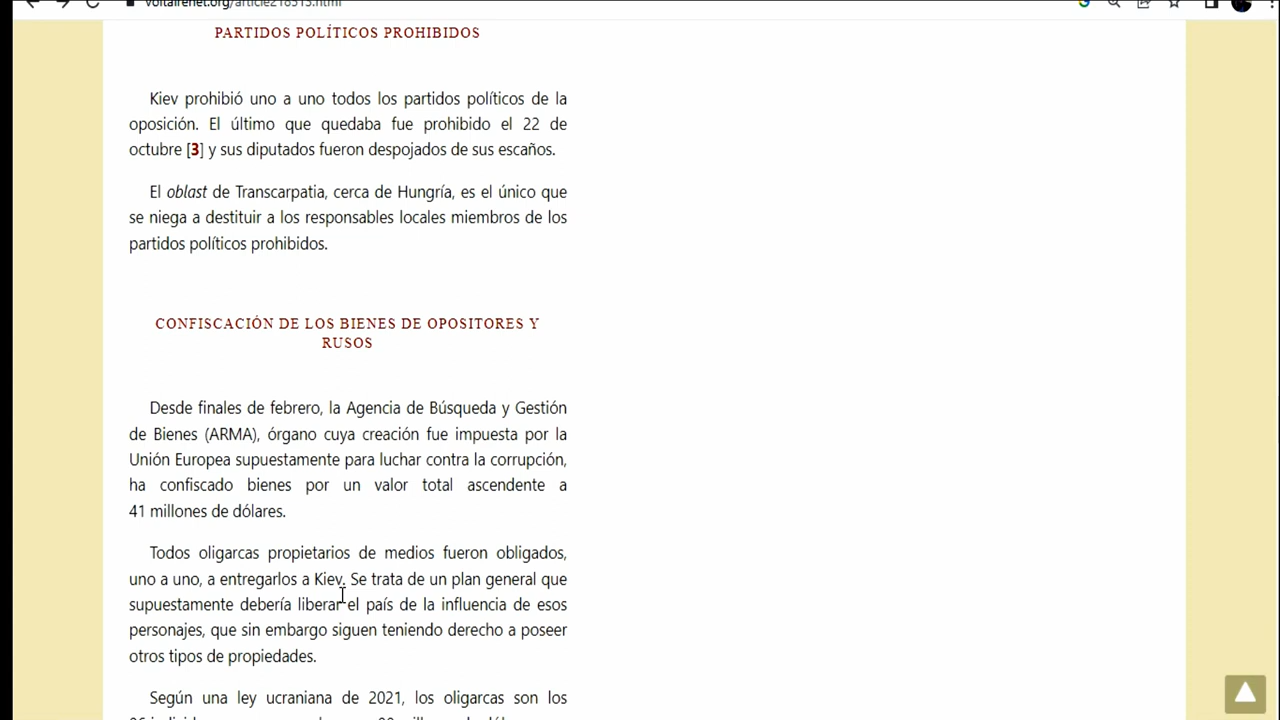 voltairenet.org/article218515.html
PARTIDOS POLÍTICOS PROHIBIDOS
Kiev prohibió uno a uno todos los partidos políticos de la
oposición. El último que quedaba fue prohibido el 22 de
octubre [3] y sus diputados fueron despojados de sus escaños.
El oblast de Transcarpatia, cerca de Hungría, es el único que
se niega a destituir a los responsables locales miembros de los
partidos políticos prohibidos.
CONFISCACIÓN DE LOS BIENES DE OPOSITORES Y
RUSOS
Desde finales de febrero, la Agencia de Búsqueda y Gestión
de Bienes (ARMA), órgano cuya creación fue impuesta por la
Unión Europea supuestamente para luchar contra la corrupción,
ha confiscado bienes por un valor total ascendente a
41 millones de dólares.
Todos oligarcas propietarios de medios fueron obligados,
uno a uno, a entregarlos a Kiev. Se trata de un plan general que
supuestamente debería liberar el país de la influencia de esos
personajes, que sin embargo siguen teniendo derecho a poseer
otros tipos de propiedades.
Según una ley ucraniana de 2021, los oligarcas son los